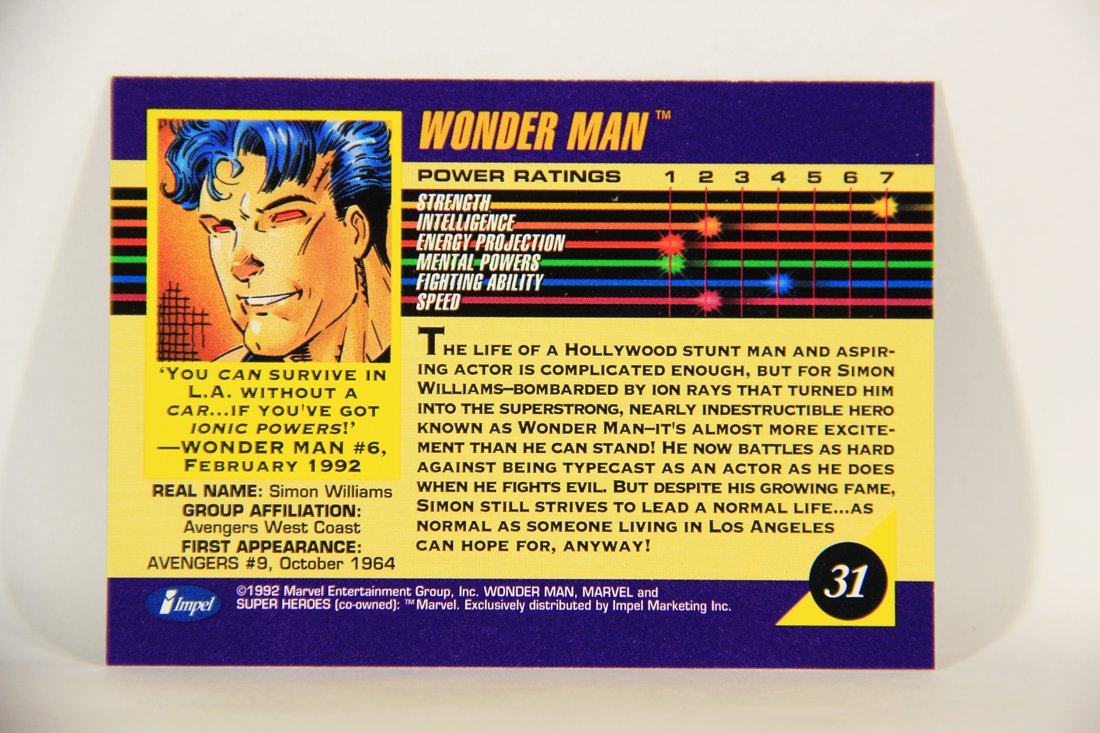 WONDER MAN™
POWER RATINGS 1 2 3 4 5 6 7
STRENGTH
INTELLIGENCE
ENERGY PROJECTION
MENTAL POWERS
FIGHTING ABILITY
SPEED
'YOU CAN SURVIVE IN
L.A. WITHOUT A
CAR...IF YOU'VE GOT
IONIC POWERS!'
—WONDER MAN #6,
FEBRUARY 1992
REAL NAME: Simon Williams
GROUP AFFILIATION:
Avengers West Coast
FIRST APPEARANCE:
AVENGERS #9, October 1964
THE LIFE OF A HOLLYWOOD STUNT MAN AND ASPIR-
ING ACTOR IS COMPLICATED ENOUGH, BUT FOR SIMON
WILLIAMS—BOMBARDED BY ION RAYS THAT TURNED HIM
INTO THE SUPERSTRONG, NEARLY INDESTRUCTIBLE HERO
KNOWN AS WONDER MAN—IT'S ALMOST MORE EXCITE-
MENT THAN HE CAN STAND! HE NOW BATTLES AS HARD
AGAINST BEING TYPECAST AS AN ACTOR AS HE DOES
WHEN HE FIGHTS EVIL. BUT DESPITE HIS GROWING FAME,
SIMON STILL STRIVES TO LEAD A NORMAL LIFE...AS
NORMAL AS SOMEONE LIVING IN LOS ANGELES
CAN HOPE FOR, ANYWAY!
31
Impel
©1992 Marvel Entertainment Group, Inc. WONDER MAN, MARVEL and
SUPER HEROES (co-owned): ™Marvel. Exclusively distributed by Impel Marketing Inc.